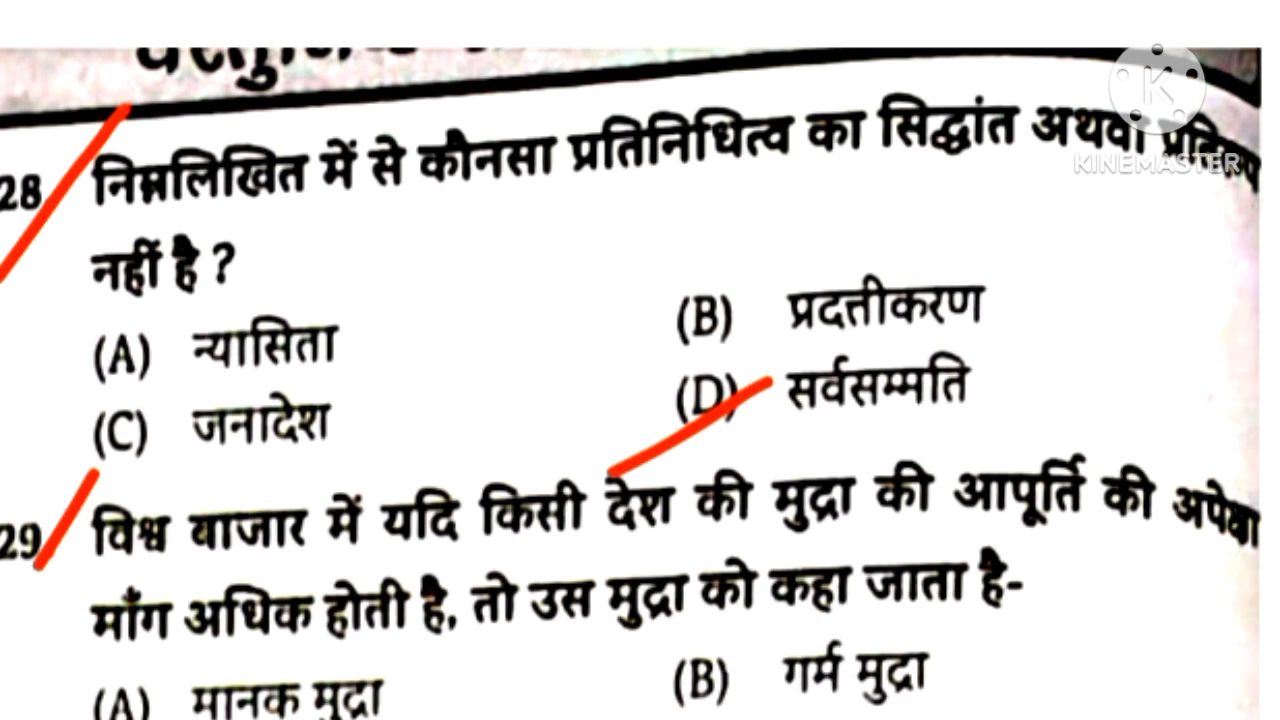 28 निम्नलिखित में से कौनसा प्रतिनिधित्व का सिद्धांत अथवा
KINEMASTER
नहीं है ?
(A) न्यासिता (B) प्रदत्तीकरण
(C) जनादेश (D) सर्वसम्मति
29 विश्व बाजार में यदि किसी देश की मुद्रा की आपूर्ति की अपेक्षा
माँग अधिक होती है, तो उस मुद्रा को कहा जाता है-
(A) मानक मुद्रा (B) गर्म मुद्रा